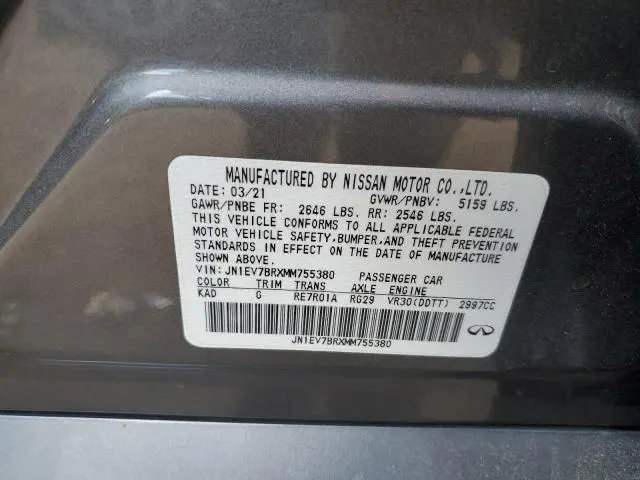 MANUFACTURED BY NISSAN MOTOR CO.,LTD.
DATE: 03/21 GVWR/PNBV: 5159 LBS.
GAWR/PNBE FR: 2646 LBS. RR: 2546 LBS.
THIS VEHICLE CONFORMS TO ALL APPLICABLE FEDERAL
MOTOR VEHICLE SAFETY,BUMPER,AND THEFT PREVENTION
STANDARDS IN EFFECT ON THE DATE OF MANUFACTURE
SHOWN ABOVE.
VIN: JN1EV7BRXMM755380 PASSENGER CAR
COLOR TRIM TRANS AXLE ENGINE
KAD G RE7R01A RG29 VR30(DDTT) 2997CC
JN1EV7BRXMM755380